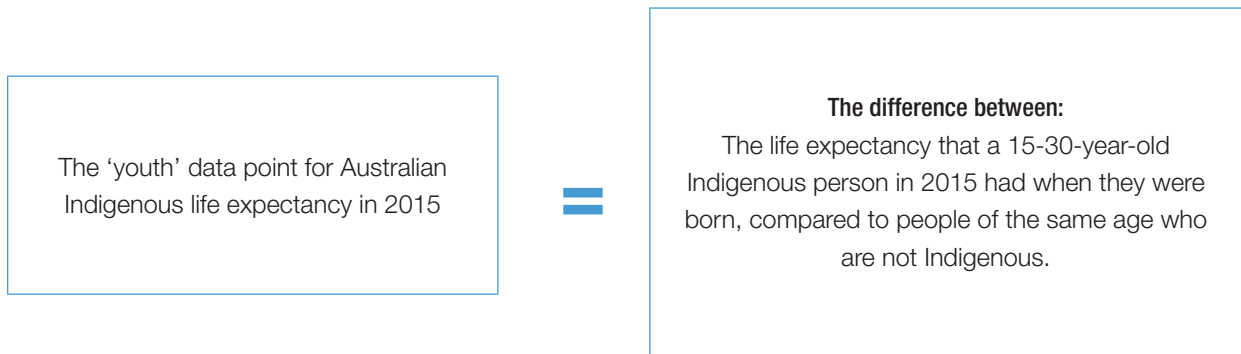 The ‘youth’ data point for Australian
Indigenous life expectancy in 2015
=
The difference between:
The life expectancy that a 15-30-year-old
Indigenous person in 2015 had when they were
born, compared to people of the same age who
are not Indigenous.